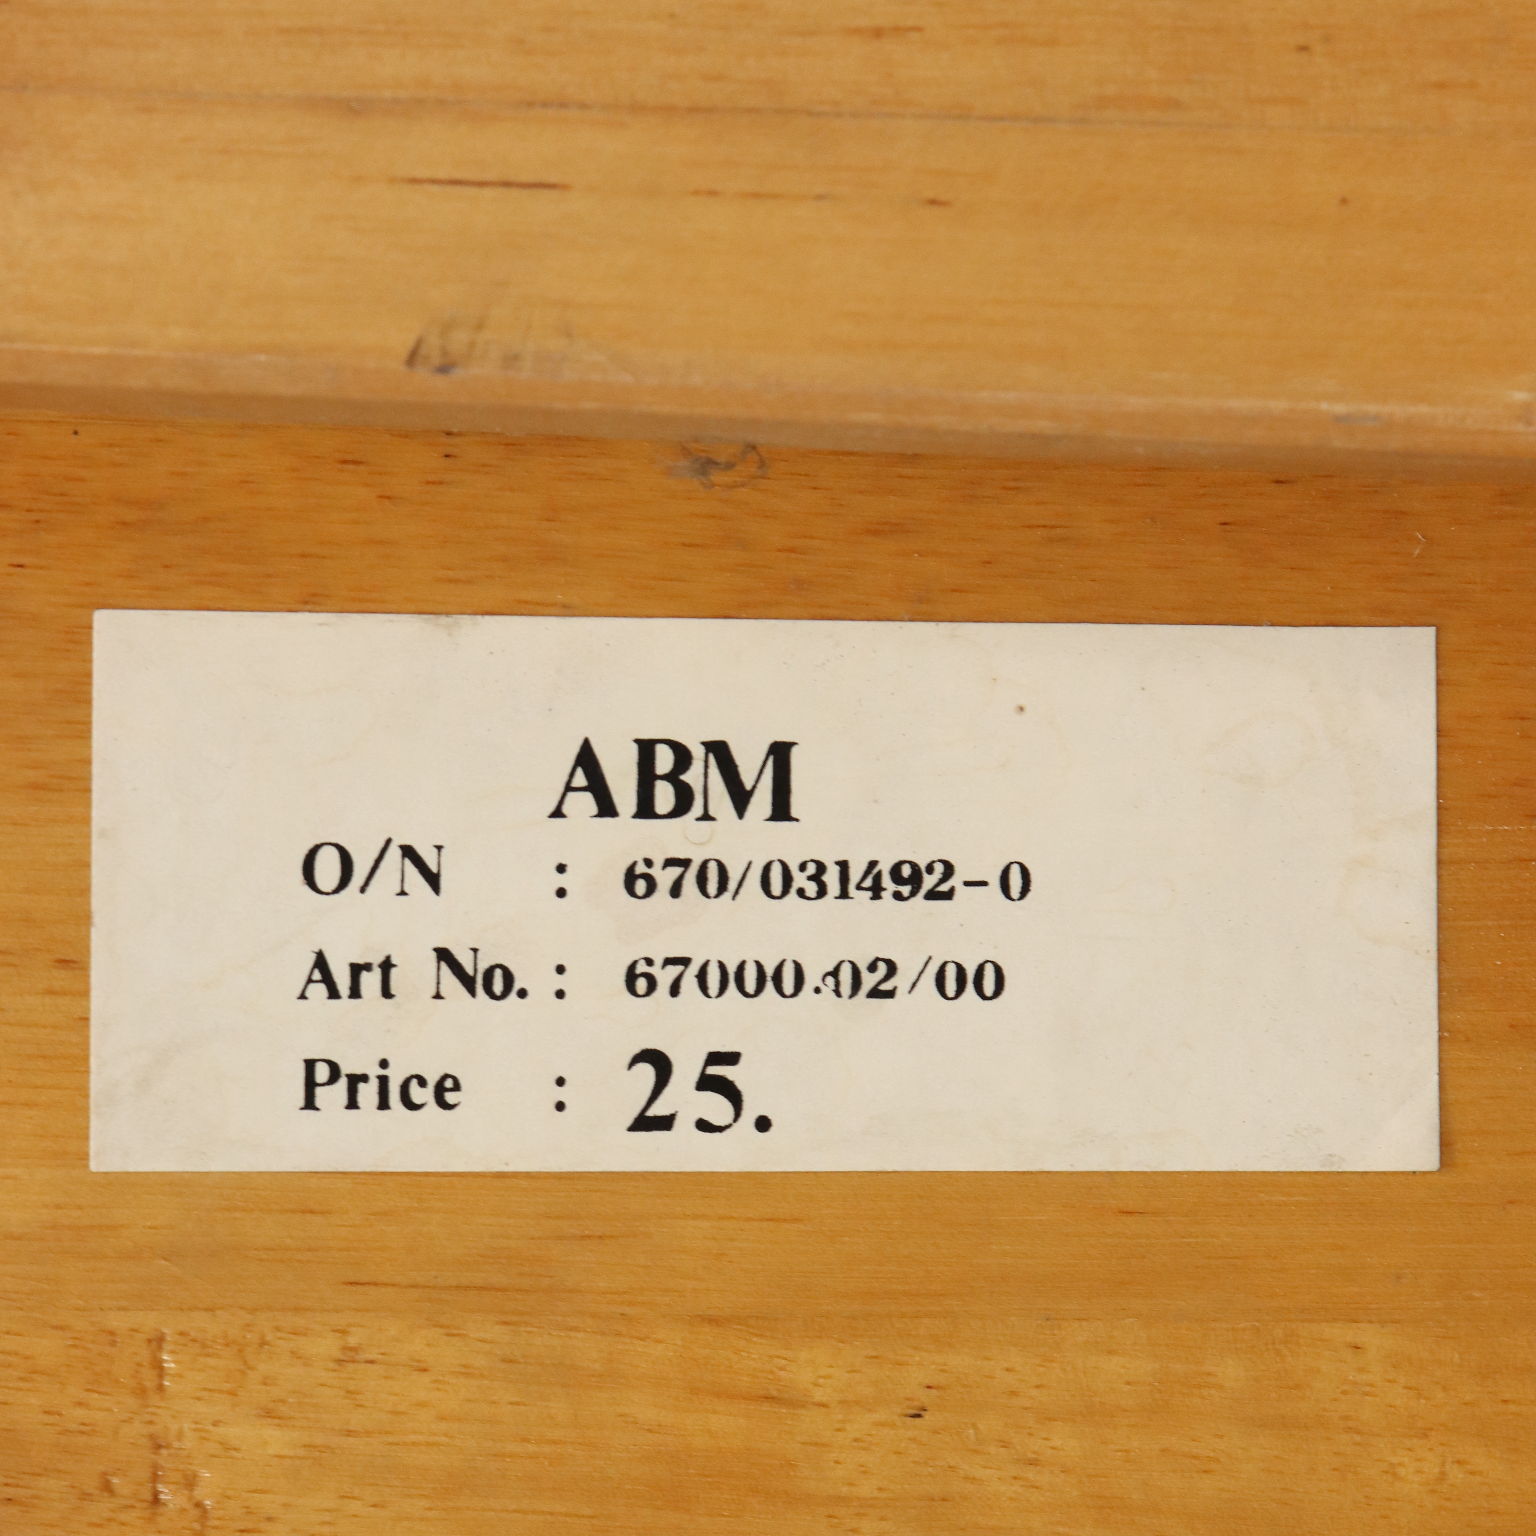 ABM
O/N : 670/031492-0
Art No. : 67000.02/00
Price : 25.